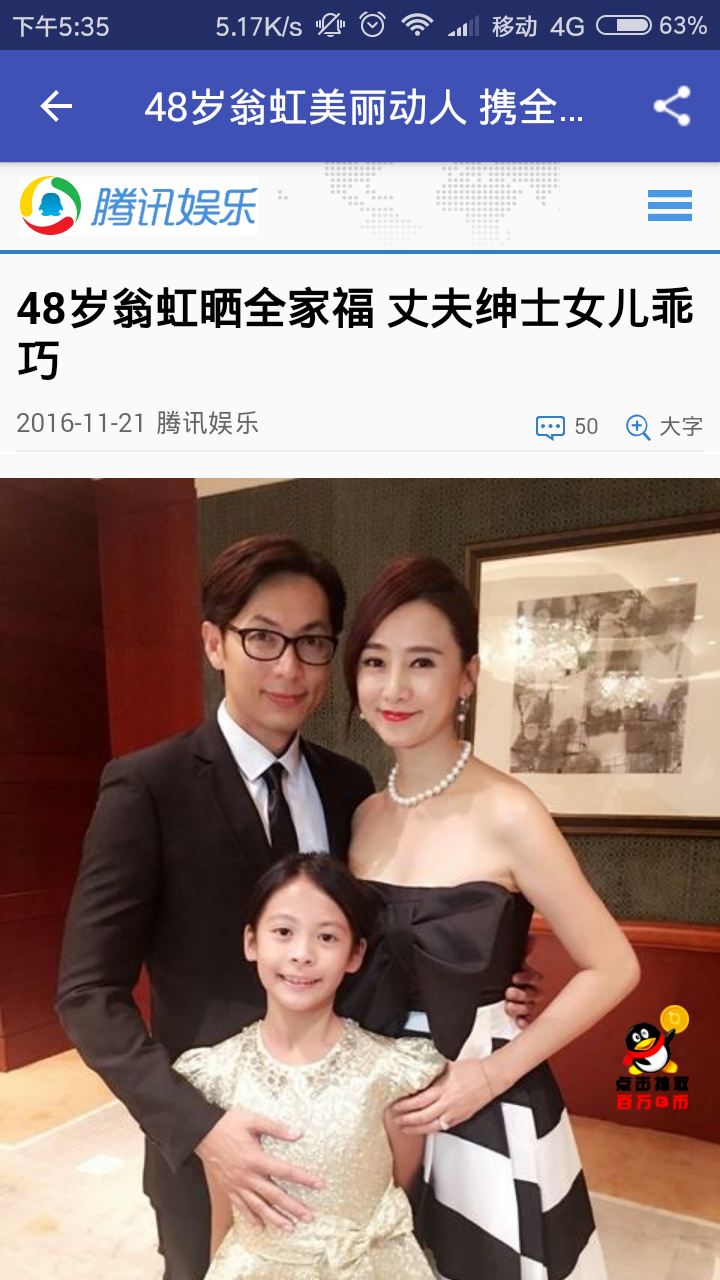 下午5:35 5.17K/s 移动 4G 63%
48岁翁虹美丽动人 携全...
腾讯娱乐
48岁翁虹晒全家福 丈夫绅士女儿乖
巧
2016-11-21 腾讯娱乐 50 大字
点击抽取
百万Q币